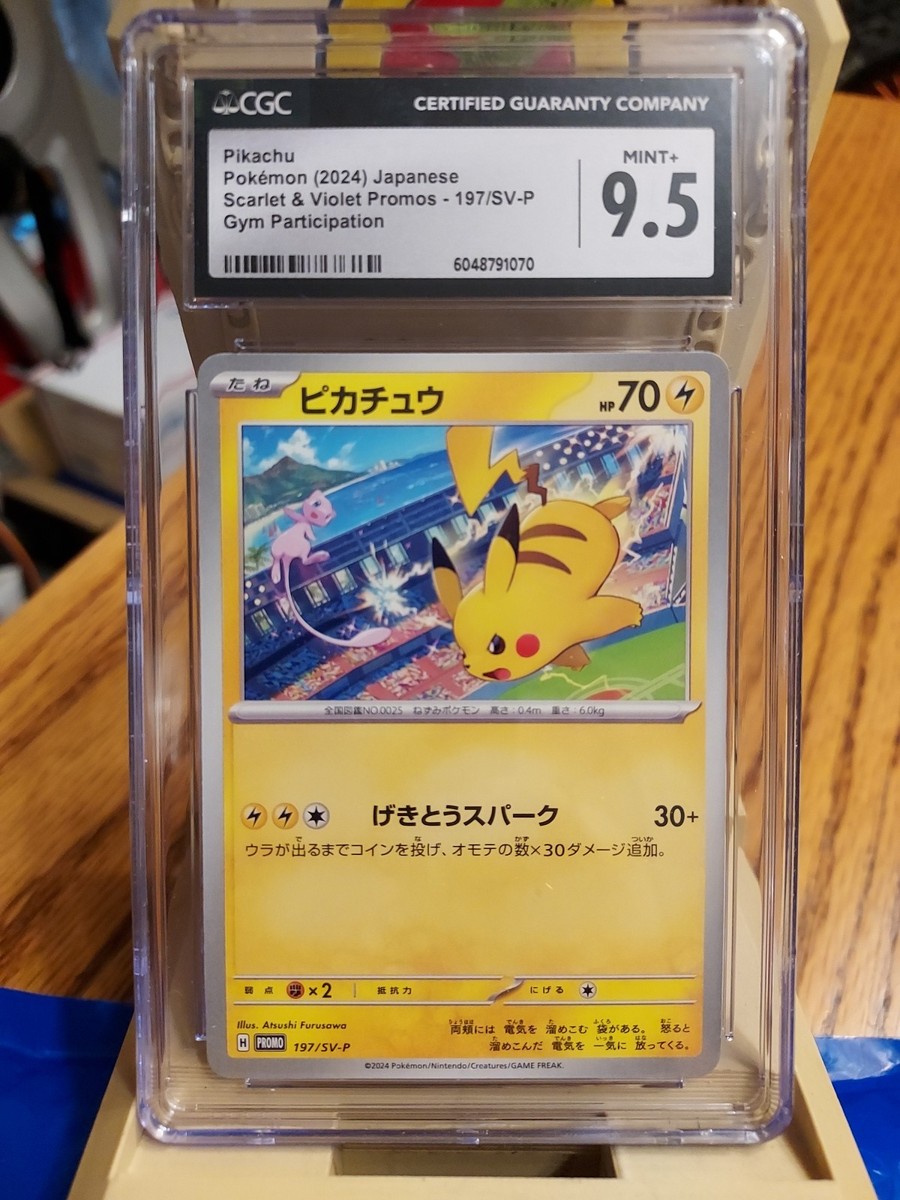 CGC
CERTIFIED GUARANTY COMPANY
Pikachu
Pokémon (2024) Japanese
Scarlet & Violet Promos - 197/SV-P
Gym Participation
MINT+
9.5
6048791070
たね
ピカチュウ
HP 70
全国図鑑NO.0025 ねずみポケモン 高さ:0.4m 重さ:6.0kg
げきとうスパーク 30+
ウラが出るまでコインを投げ、オモテの数×30ダメージ追加。
弱点 ×2 抵抗力 にげる
Illus. Atsushi Furusawa
両頬には 電気を 溜めこむ 袋がある。 怒ると
溜めこんだ 電気を 一気に 放ってくる。
H PROMO 197/SV-P
©2024 Pokémon/Nintendo/Creatures/GAME FREAK.